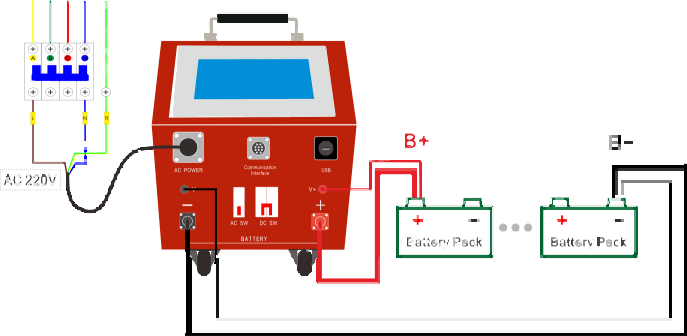 A B C
L N R
AC 220V
AC POWER
Communication
Interface
USB
V+
AC SW
DC SW
− +
BATTERY
B+
B-
+ −
Battery Pack
+ −
Battery Pack